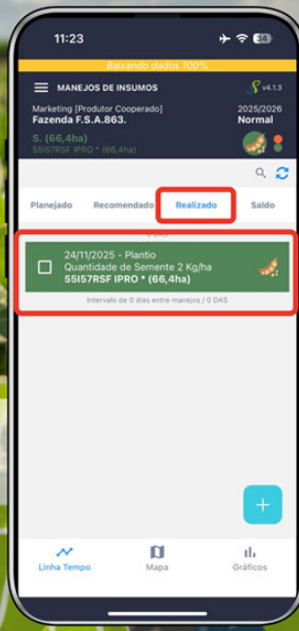 11:23
30
Baixando dados 100%
MANEJOS DE INSUMOS
v4.1.3
Marketing [Produtor Cooperado]
2025/2026
Fazenda F.S.A.863.
Normal
S. (66,4ha)
55I57RSF IPRO * (66,4ha)
Planejado
Recomendado
Realizado
Saldo
0 DAS
24/11/2025 - Plantio
Quantidade de Semente 2 Kg/ha
55I57RSF IPRO * (66,4ha)
Intervalo de 0 dias entre manejos / 0 DAS
+
Linha Tempo
Mapa
Gráficos